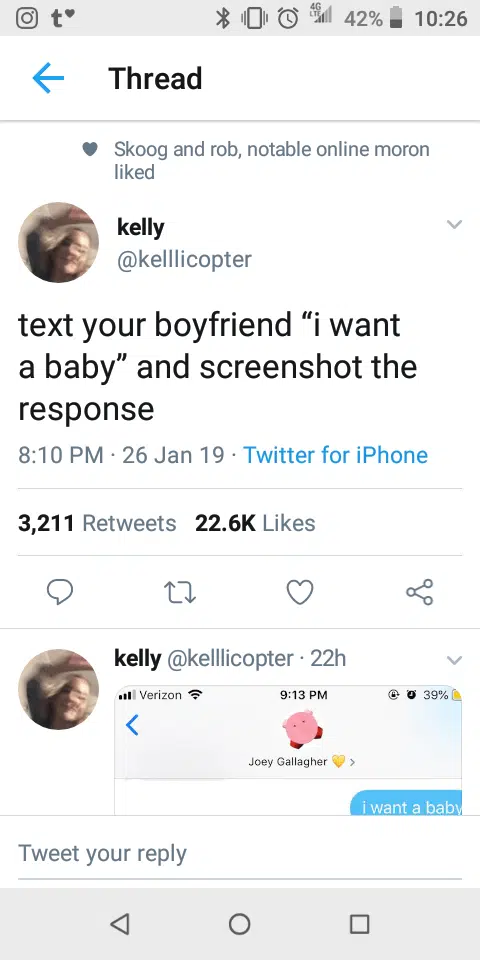 4G
LTE
42%
10:26
Thread
Skoog and rob, notable online moron
liked
kelly
@kelllicopter
text your boyfriend “i want
a baby” and screenshot the
response
8:10 PM · 26 Jan 19 · Twitter for iPhone
3,211 Retweets 22.6K Likes
kelly @kelllicopter · 22h
Verizon 9:13 PM 39%
Joey Gallagher 💛 >
i want a baby
Tweet your reply